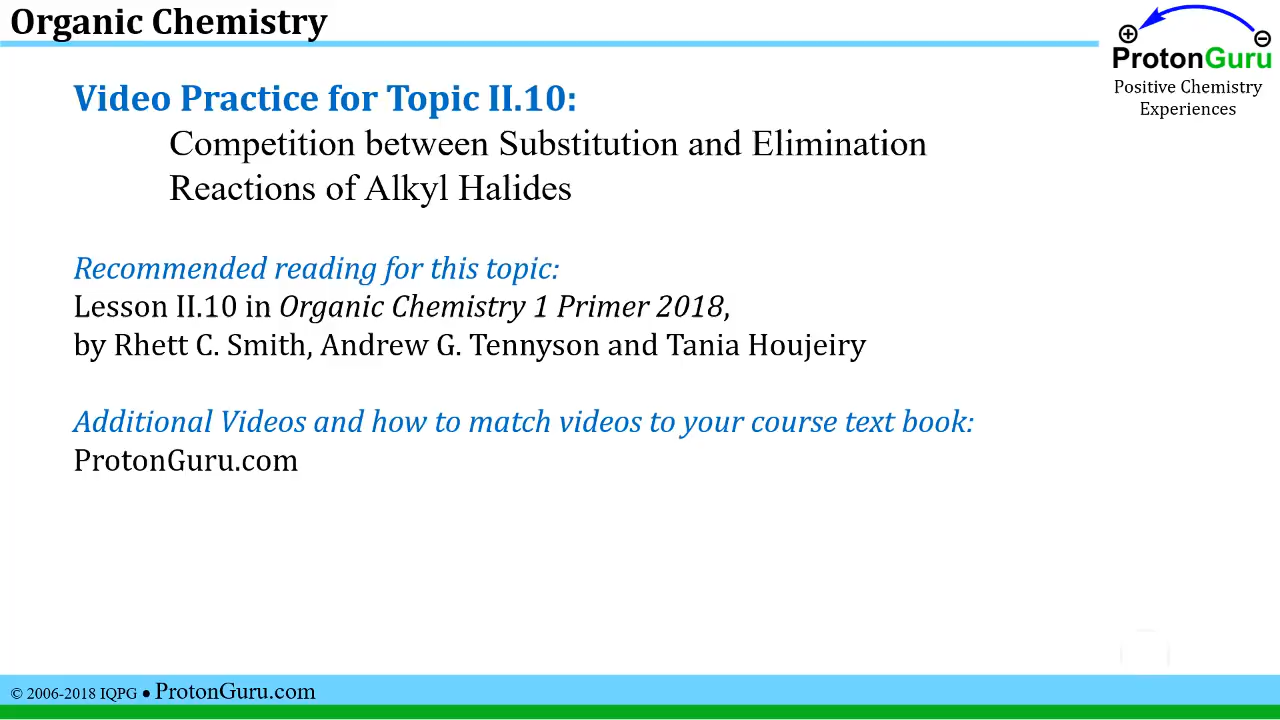 Organic Chemistry
⊕ ⊖
ProtonGuru
Positive Chemistry
Experiences
Video Practice for Topic II.10:
Competition between Substitution and Elimination
Reactions of Alkyl Halides
Recommended reading for this topic:
Lesson II.10 in Organic Chemistry 1 Primer 2018,
by Rhett C. Smith, Andrew G. Tennyson and Tania Houjeiry
Additional Videos and how to match videos to your course text book:
ProtonGuru.com
© 2006-2018 IQPG ● ProtonGuru.com